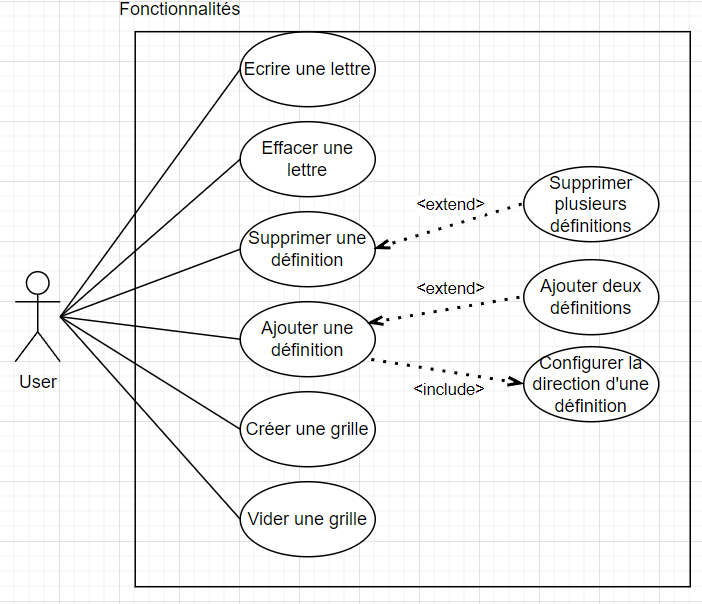 Fonctionnalités
Ecrire une lettre
Effacer une
lettre
Supprimer une
définition
Ajouter une
définition
Créer une grille
Vider une grille
<extend>
Supprimer
plusieurs
définitions
<extend>
Ajouter deux
définitions
<include>
Configurer la
direction d'une
définition
User